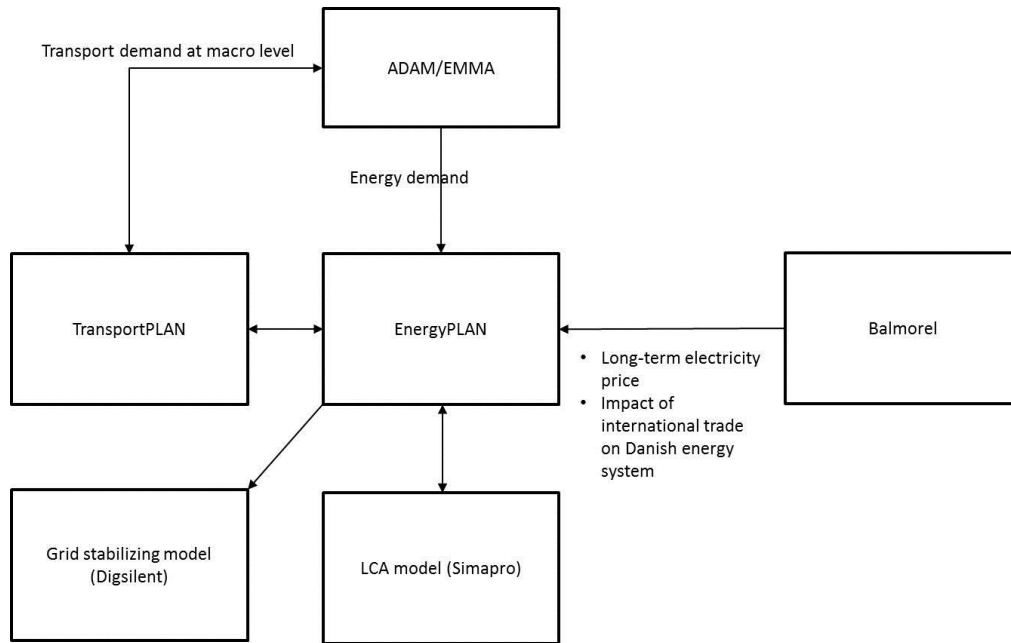 Transport demand at macro level
ADAM/EMMA
Energy demand
TransportPLAN
EnergyPLAN
Balmorel
• Long-term electricity
price
• Impact of
international trade
on Danish energy
system
Grid stabilizing model
(Digsilent)
LCA model (Simapro)